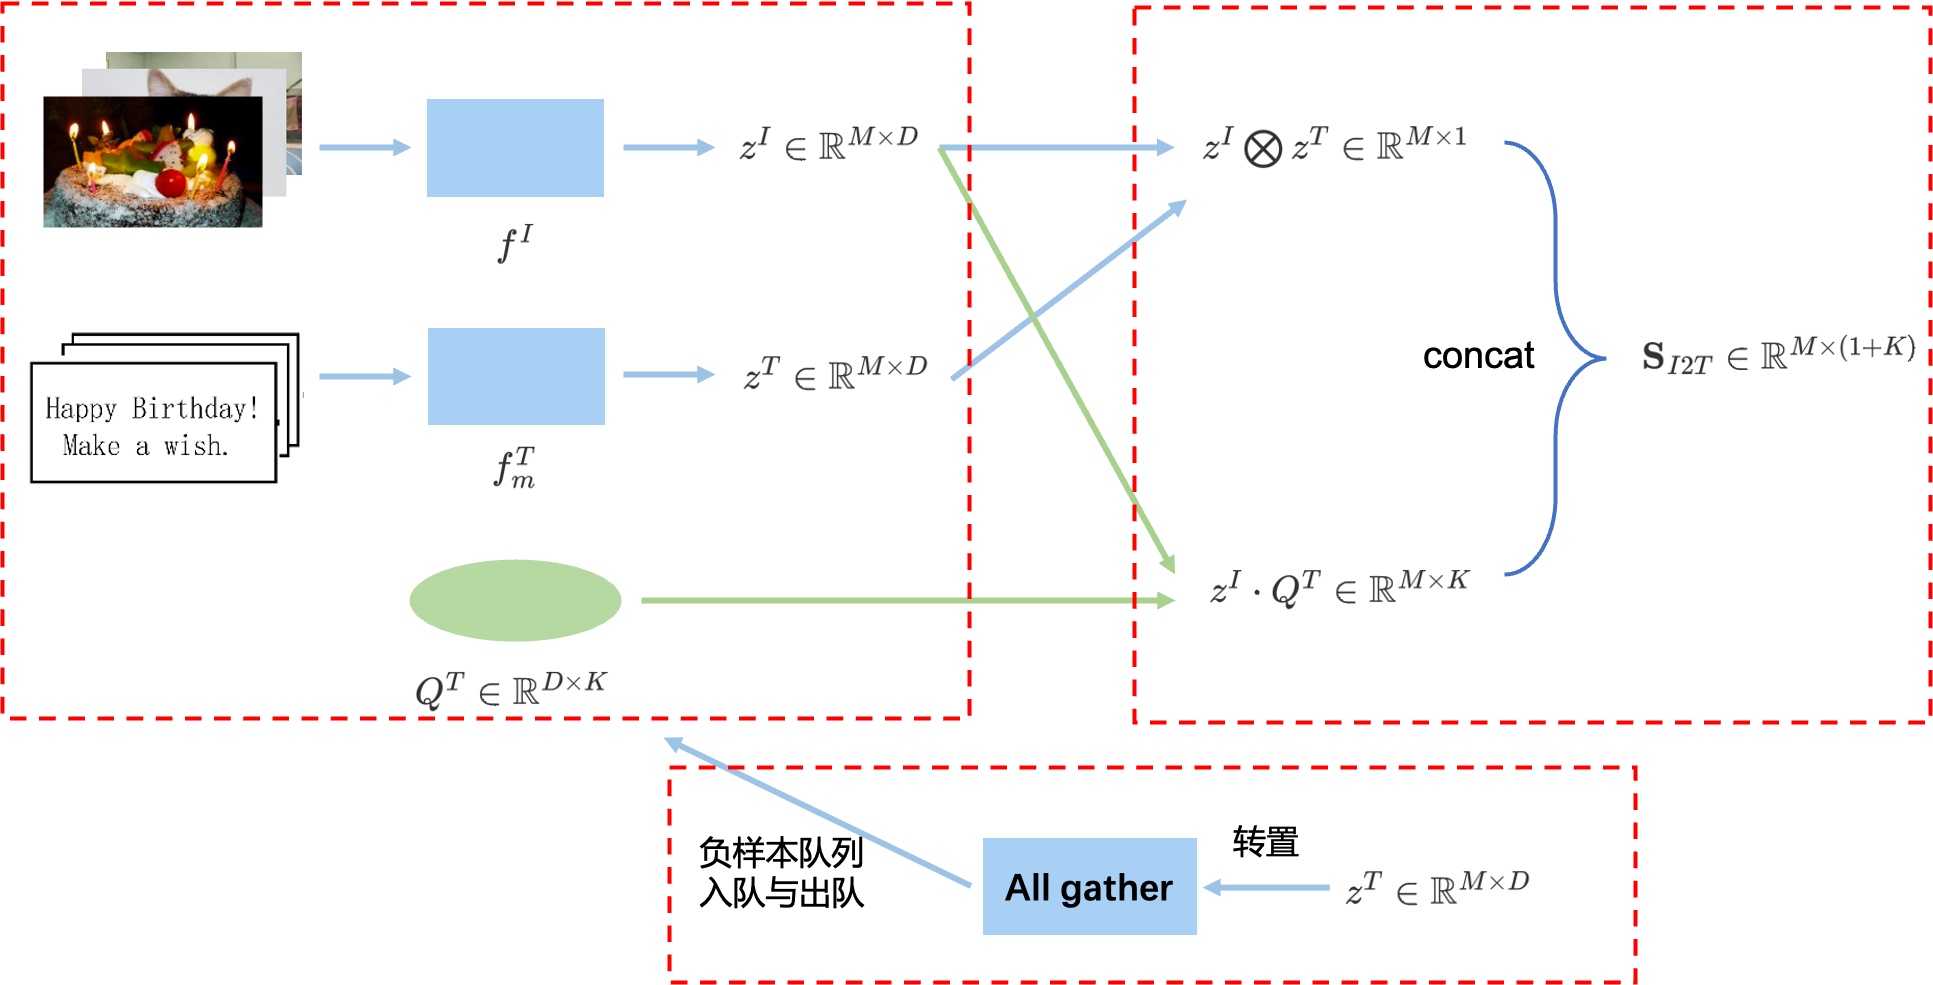 $z^I \in \mathbb{R}^{M \times D}$
$z^I \bigotimes z^T \in \mathbb{R}^{M \times 1}$
$f^I$
Happy Birthday!
Make a wish.
$z^T \in \mathbb{R}^{M \times D}$
$f_m^T$
concat
$\mathbf{S}_{I2T} \in \mathbb{R}^{M \times (1+K)}$
$z^I \cdot Q^T \in \mathbb{R}^{M \times K}$
$Q^T \in \mathbb{R}^{D \times K}$
负样本队列
入队与出队
All gather
转置
$z^T \in \mathbb{R}^{M \times D}$